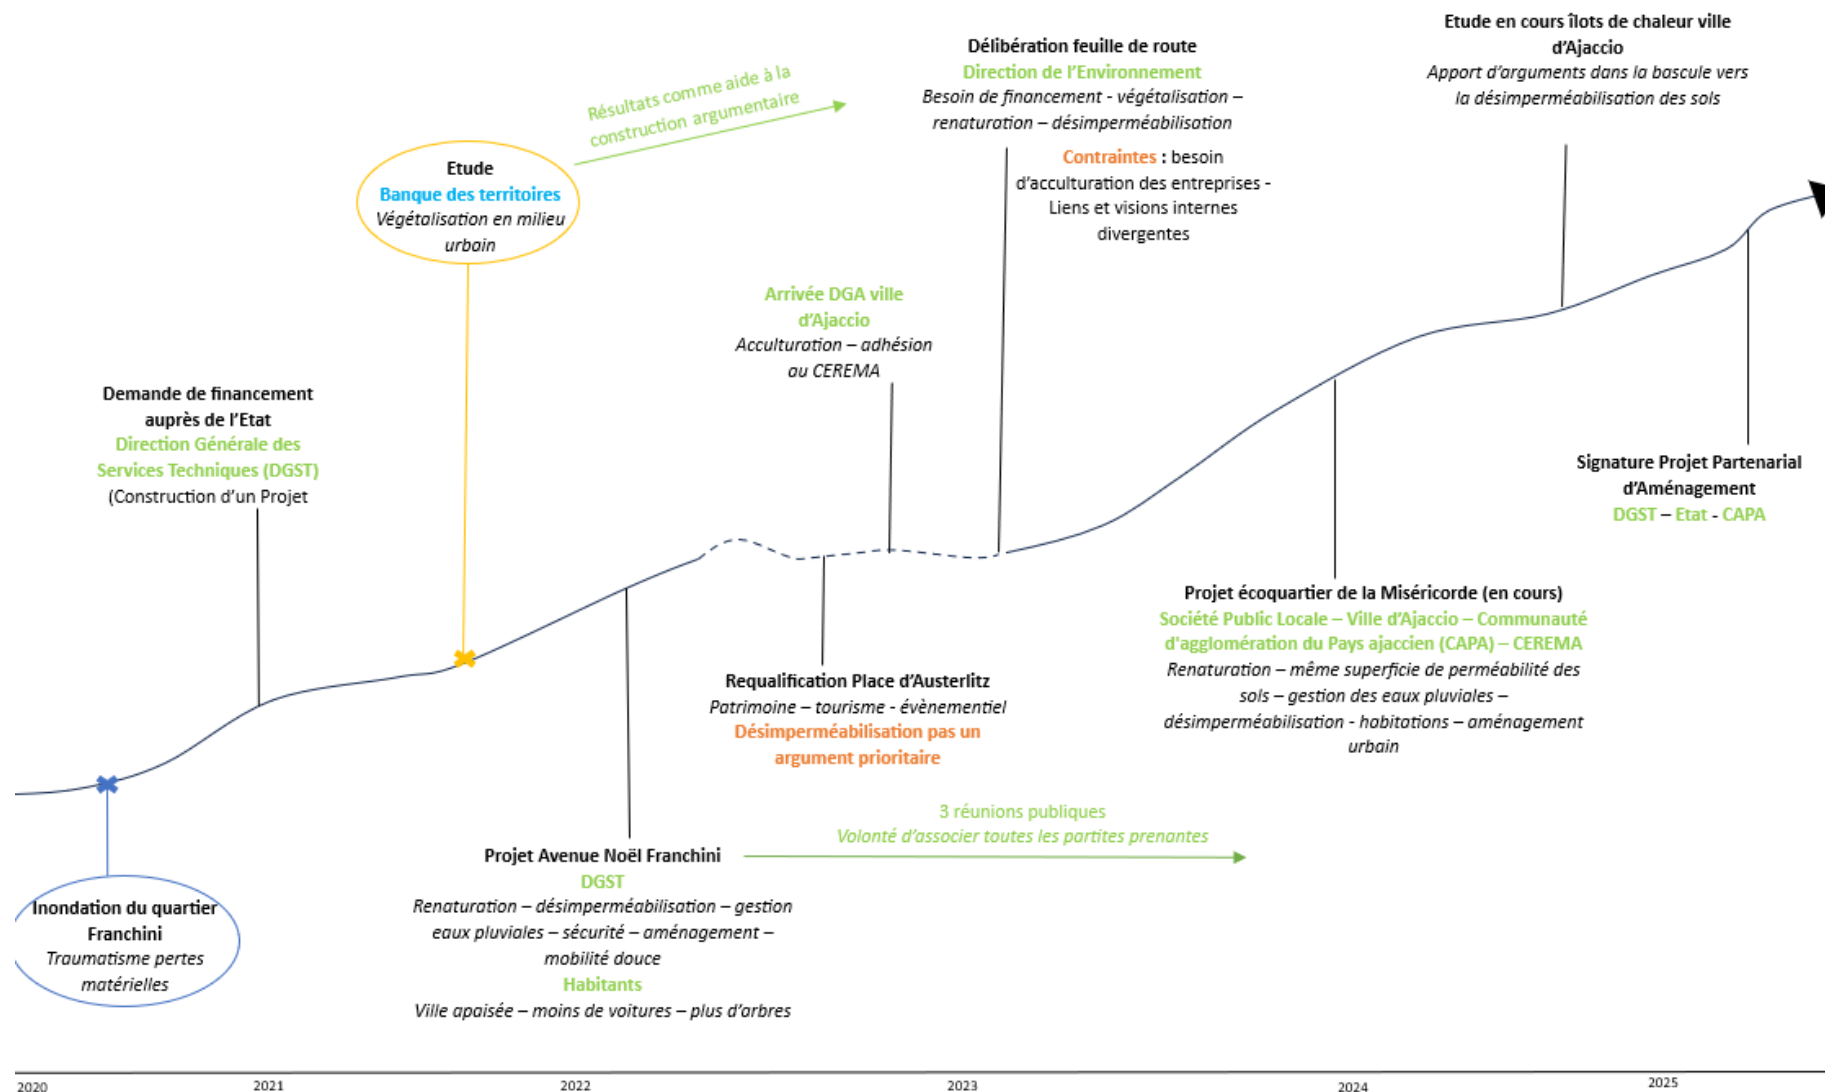 Etude en cours îlots de chaleur ville
d'Ajaccio
Apport d'arguments dans la bascule vers
la désimperméabilisation des sols
Délibération feuille de route
Direction de l'Environnement
Besoin de financement - végétalisation –
renaturation – désimperméabilisation
Contraintes : besoin
d'acculturation des entreprises -
Liens et visions internes
divergentes
Résultats comme aide à la
construction argumentaire
Etude
Banque des territoires
Végétalisation en milieu
urbain
Arrivée DGA ville
d'Ajaccio
Acculturation – adhésion
au CEREMA
Demande de financement
auprès de l'Etat
Direction Générale des
Services Techniques (DGST)
(Construction d'un Projet
Signature Projet Partenarial
d'Aménagement
DGST – Etat - CAPA
Projet écoquartier de la Miséricorde (en cours)
Société Public Locale – Ville d'Ajaccio – Communauté
d'agglomération du Pays ajaccien (CAPA) – CEREMA
Renaturation – même superficie de perméabilité des
sols – gestion des eaux pluviales –
désimperméabilisation - habitations – aménagement
urbain
Requalification Place d'Austerlitz
Patrimoine – tourisme - évènementiel
Désimperméabilisation pas un
argument prioritaire
3 réunions publiques
Volonté d'associer toutes les partites prenantes
Projet Avenue Noël Franchini
DGST
Renaturation – désimperméabilisation – gestion
eaux pluviales – sécurité – aménagement –
mobilité douce
Habitants
Ville apaisée – moins de voitures – plus d'arbres
Inondation du quartier
Franchini
Traumatisme pertes
matérielles
2020
2021
2022
2023
2024
2025